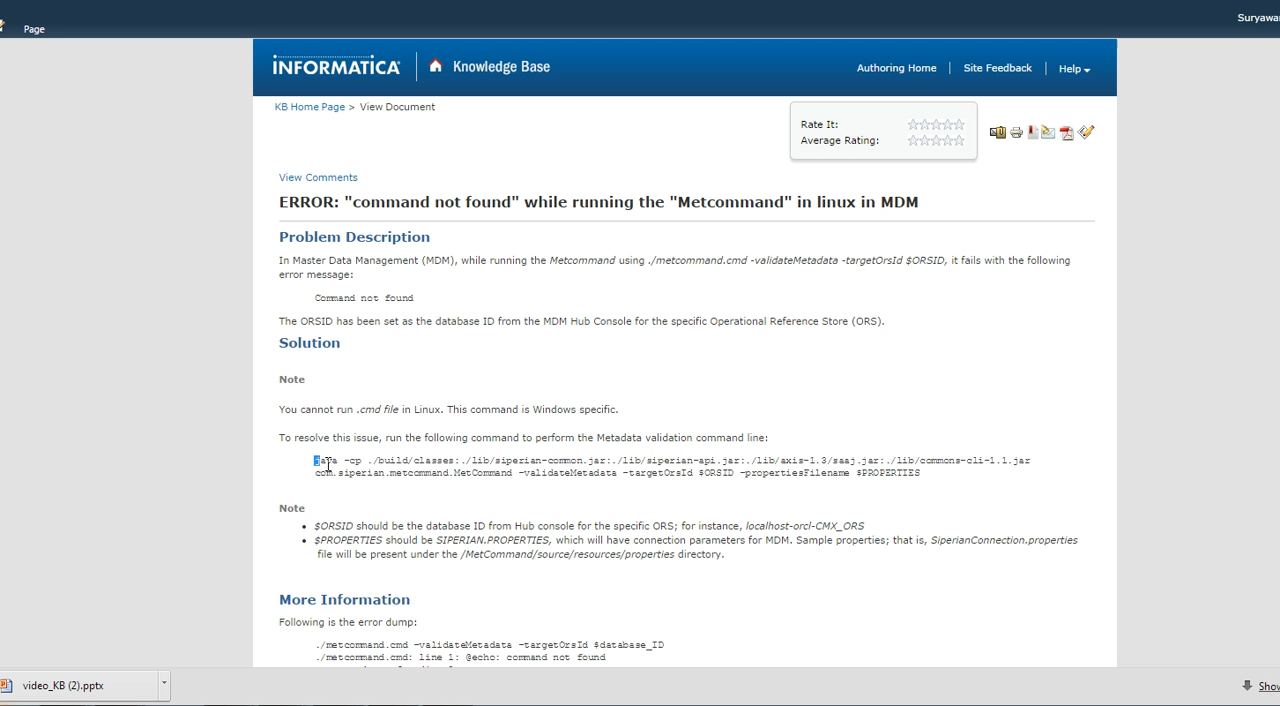 Page
Suryawa
INFORMATICA
Knowledge Base
Authoring Home
Site Feedback
Help
KB Home Page > View Document
Rate It:
Average Rating:
View Comments
ERROR: "command not found" while running the "Metcommand" in linux in MDM
Problem Description
In Master Data Management (MDM), while running the Metcommand using ./metcommand.cmd -validateMetadata -targetOrsId $ORSID, it fails with the following
error message:
Command not found
The ORSID has been set as the database ID from the MDM Hub Console for the specific Operational Reference Store (ORS).
Solution
Note
You cannot run .cmd file in Linux. This command is Windows specific.
To resolve this issue, run the following command to perform the Metadata validation command line:
java -cp ./build/classes:./lib/siperian-common.jar:./lib/siperian-api.jar:./lib/axis-1.3/saaj.jar:./lib/commons-cli-1.1.jar
com.siperian.metcommand.MetCommand -validateMetadata -targetOrsId $ORSID -propertiesFilename $PROPERTIES
Note
• $ORSID should be the database ID from Hub console for the specific ORS; for instance, localhost-orcl-CMX_ORS
• $PROPERTIES should be SIPERIAN.PROPERTIES, which will have connection parameters for MDM. Sample properties; that is, SiperianConnection.properties
file will be present under the /MetCommand/source/resources/properties directory.
More Information
Following is the error dump:
./metcommand.cmd -validateMetadata -targetOrsId $database_ID
./metcommand.cmd: line 1: @echo: command not found
video_KB (2).pptx
Show